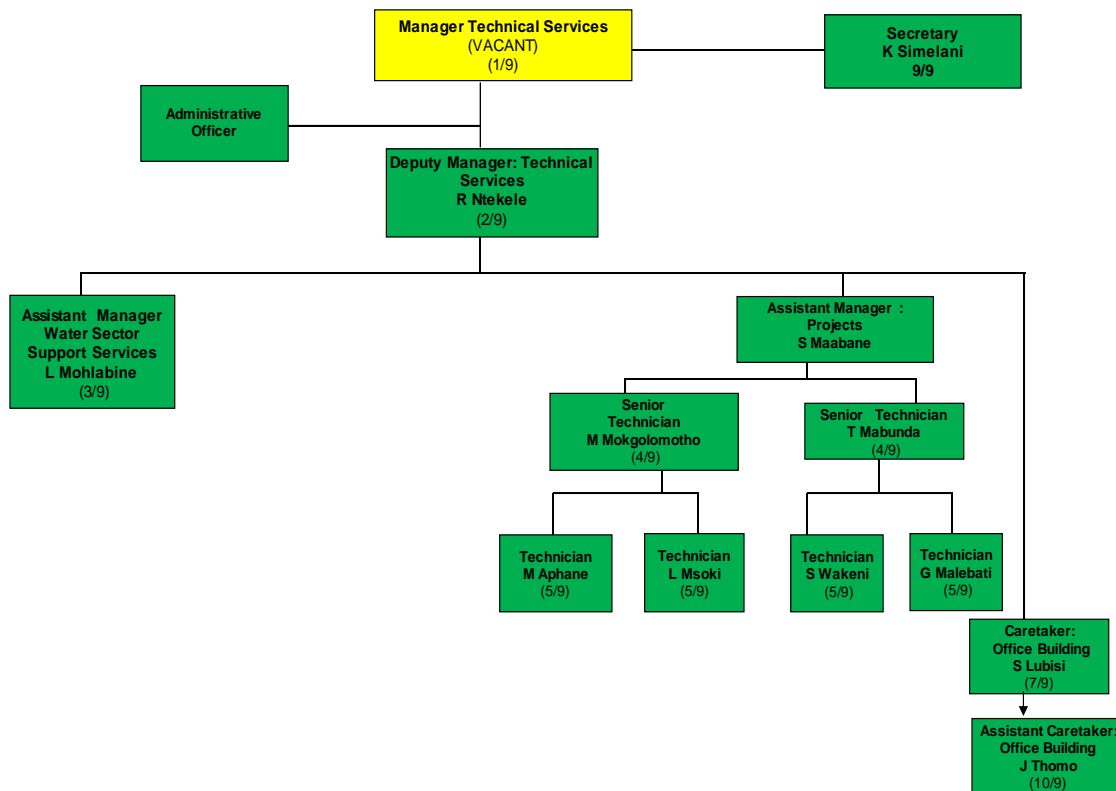 Manager Technical Services
(VACANT)
(1/9)
Secretary
K Simelani
9/9
Administrative
Officer
Deputy Manager: Technical
Services
R Ntekele
(2/9)
Assistant Manager
Water Sector
Support Services
L Mohlabine
(3/9)
Assistant Manager :
Projects
S Maabane
Senior
Technician
M Mokgolomotho
(4/9)
Senior Technician
T Mabunda
(4/9)
Technician
M Aphane
(5/9)
Technician
L Msoki
(5/9)
Technician
S Wakeni
(5/9)
Technician
G Malebati
(5/9)
Caretaker:
Office Building
S Lubisi
(7/9)
Assistant Caretaker:
Office Building
J Thomo
(10/9)